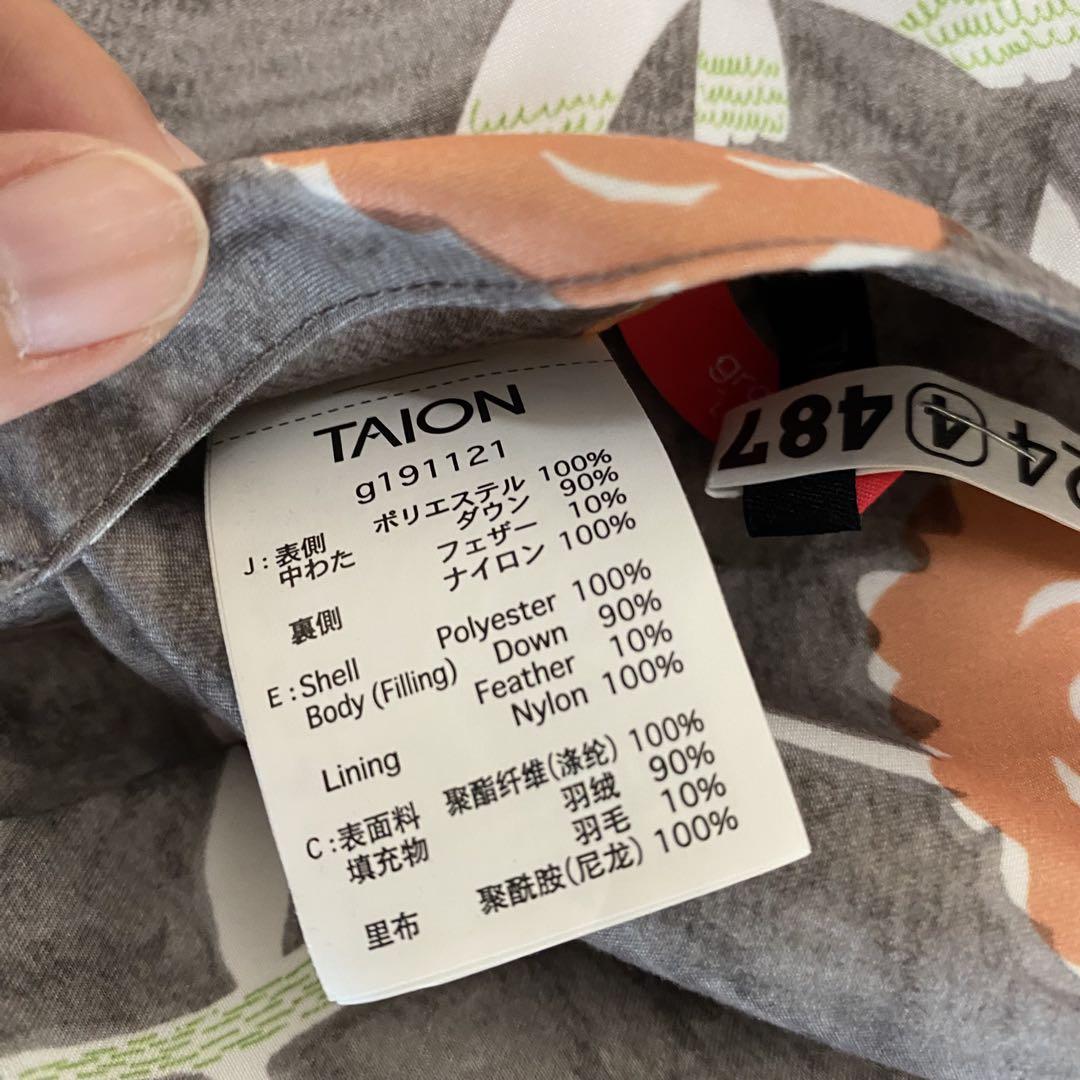 TAION
g191121
J:表側 ポリエステル 100%
中わた ダウン 90%
フェザー 10%
裏側 ナイロン 100%
E:Shell Polyester 100%
Body (Filling) Down 90%
Feather 10%
Lining Nylon 100%
C:表面料 聚酯纤维(涤纶) 100%
填充物 羽绒 90%
羽毛 10%
里布 聚酰胺(尼龙) 100%
24 4 487